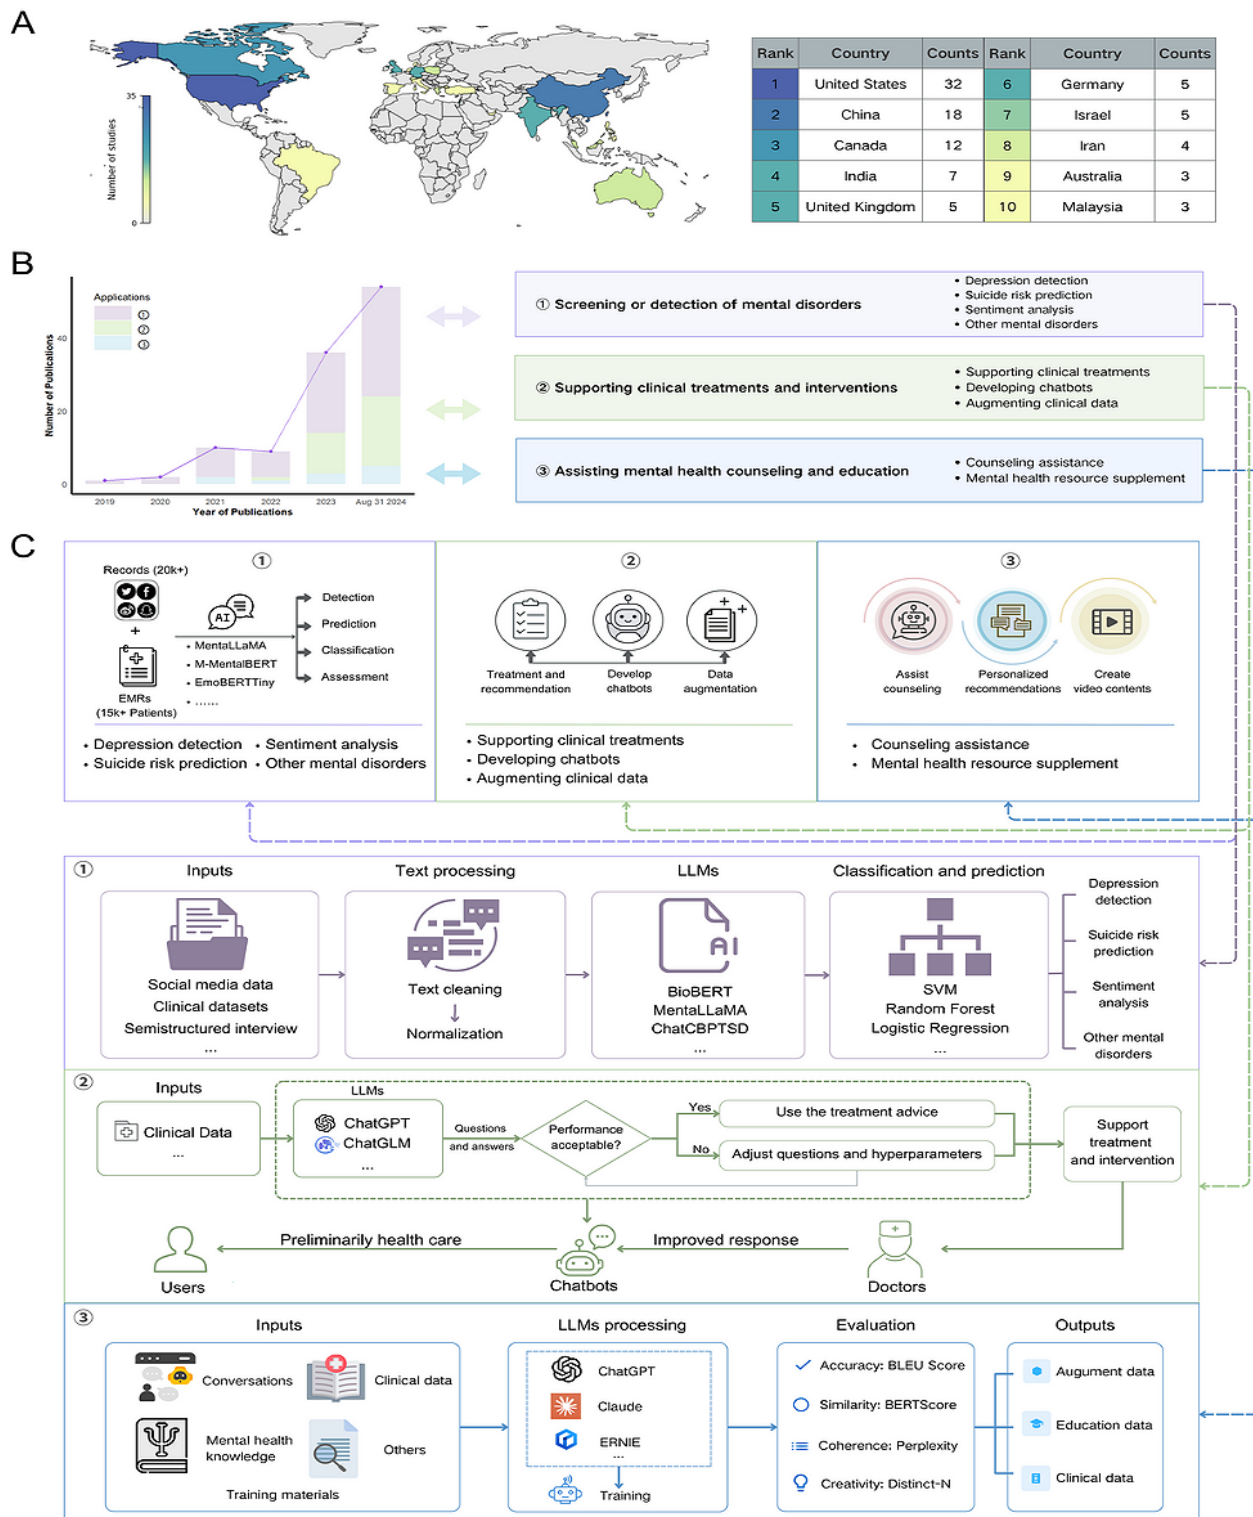 A
Rank Country Counts Rank Country Counts
1 United States 32 6 Germany 5
2 China 18 7 Israel 5
3 Canada 12 8 Iran 4
4 India 7 9 Australia 3
5 United Kingdom 5 10 Malaysia 3
35
Number of studies
0
B
Applications
①
②
③
Number of Publications
40
20
0
2019 2020 2021 2022 2023 Aug 31 2024
Year of Publications
① Screening or detection of mental disorders
• Depression detection
• Suicide risk prediction
• Sentiment analysis
• Other mental disorders
② Supporting clinical treatments and interventions
• Supporting clinical treatments
• Developing chatbots
• Augmenting clinical data
③ Assisting mental health counseling and education
• Counseling assistance
• Mental health resource supplement
C
①
Records (20k+)
+
EMRs
(15k+ Patients)
AI
• MentaLLaMA
• M-MentalBERT
• EmoBERTTiny
• ......
Detection
Prediction
Classification
Assessment
• Depression detection • Sentiment analysis
• Suicide risk prediction • Other mental disorders
②
Treatment and
recommendation
Develop
chatbots
Data
augmentation
• Supporting clinical treatments
• Developing chatbots
• Augmenting clinical data
③
Assist
counseling
Personalized
recommendations
Create
video contents
• Counseling assistance
• Mental health resource supplement
①
Inputs
Social media data
Clinical datasets
Semistructured interview
...
Text processing
Text cleaning
Normalization
LLMs
AI
BioBERT
MentaLLaMA
ChatCBPTSD
...
Classification and prediction
SVM
Random Forest
Logistic Regression
...
Depression
detection
Suicide risk
prediction
Sentiment
analysis
Other mental
disorders
②
Inputs
Clinical Data
...
LLMs
ChatGPT
ChatGLM
...
Questions
and answers
Performance
acceptable?
Yes
Use the treatment advice
No
Adjust questions and hyperparameters
Support
treatment
and intervention
Preliminarily health care
Improved response
Users
Chatbots
Doctors
③
Inputs
Conversations
Clinical data
Mental health
knowledge
Others
Training materials
LLMs processing
ChatGPT
Claude
ERNIE
...
Training
Evaluation
Accuracy: BLEU Score
Similarity: BERTScore
Coherence: Perplexity
Creativity: Distinct-N
Outputs
Augment data
Education data
Clinical data